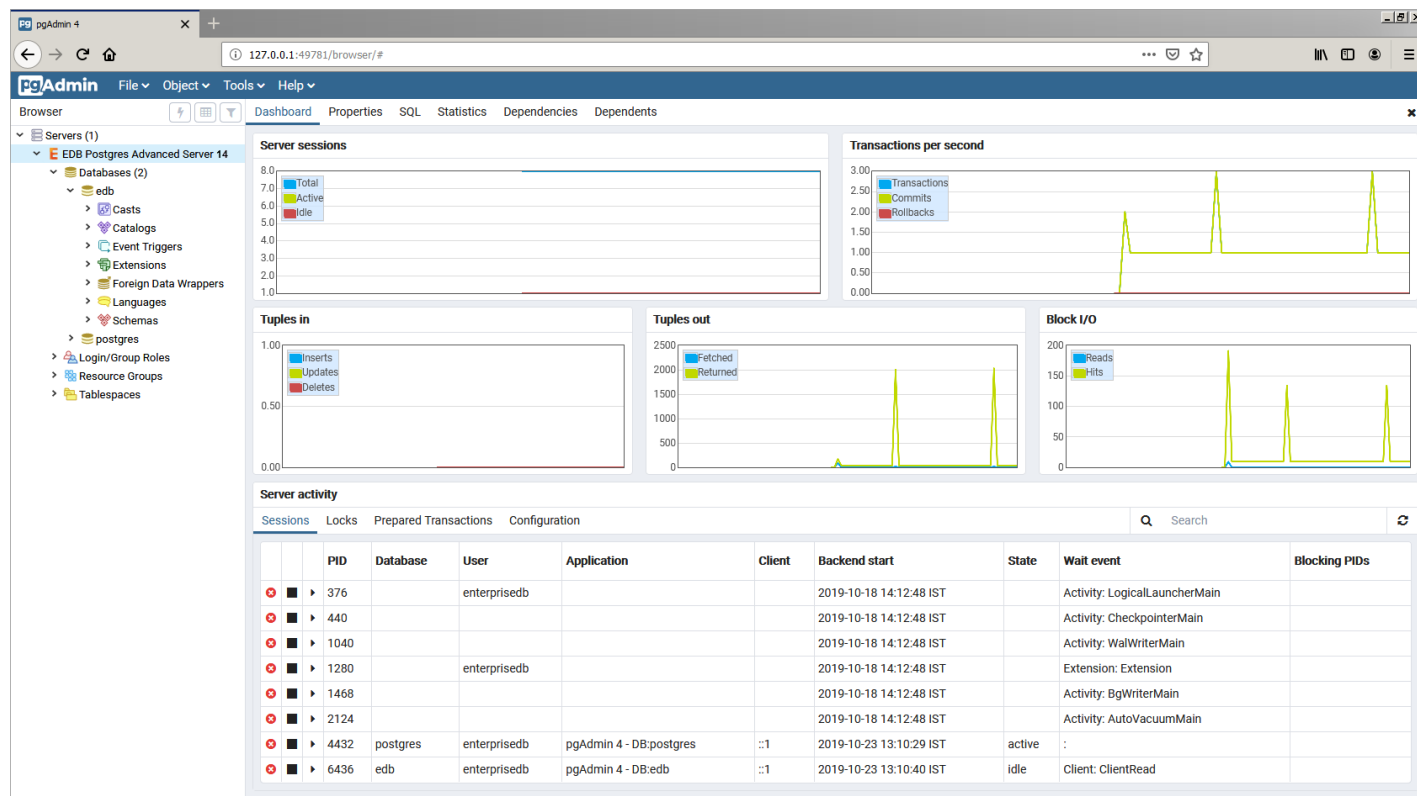 pgAdmin 4
127.0.0.1:49781/browser/#
pgAdmin File Object Tools Help
Browser
Dashboard Properties SQL Statistics Dependencies Dependents
Servers (1)
EDB Postgres Advanced Server 14
Databases (2)
edb
Casts
Catalogs
Event Triggers
Extensions
Foreign Data Wrappers
Languages
Schemas
postgres
Login/Group Roles
Resource Groups
Tablespaces
Server sessions
8.0
7.0
6.0
5.0
4.0
3.0
2.0
1.0
Total
Active
Idle
Transactions per second
3.00
2.50
2.00
1.50
1.00
0.50
0.00
Transactions
Commits
Rollbacks
Tuples in
1.00
0.50
0.00
Inserts
Updates
Deletes
Tuples out
2500
2000
1500
1000
500
0
Fetched
Returned
Block I/O
200
150
100
50
0
Reads
Hits
Server activity
Sessions Locks Prepared Transactions Configuration
Search
PID Database User Application Client Backend start State Wait event Blocking PIDs
376 enterprisedb 2019-10-18 14:12:48 IST Activity: LogicalLauncherMain
440 2019-10-18 14:12:48 IST Activity: CheckpointerMain
1040 2019-10-18 14:12:48 IST Activity: WalWriterMain
1280 enterprisedb 2019-10-18 14:12:48 IST Extension: Extension
1468 2019-10-18 14:12:48 IST Activity: BgWriterMain
2124 2019-10-18 14:12:48 IST Activity: AutoVacuumMain
4432 postgres enterprisedb pgAdmin 4 - DB:postgres ::1 2019-10-23 13:10:29 IST active :
6436 edb enterprisedb pgAdmin 4 - DB:edb ::1 2019-10-23 13:10:40 IST idle Client: ClientRead